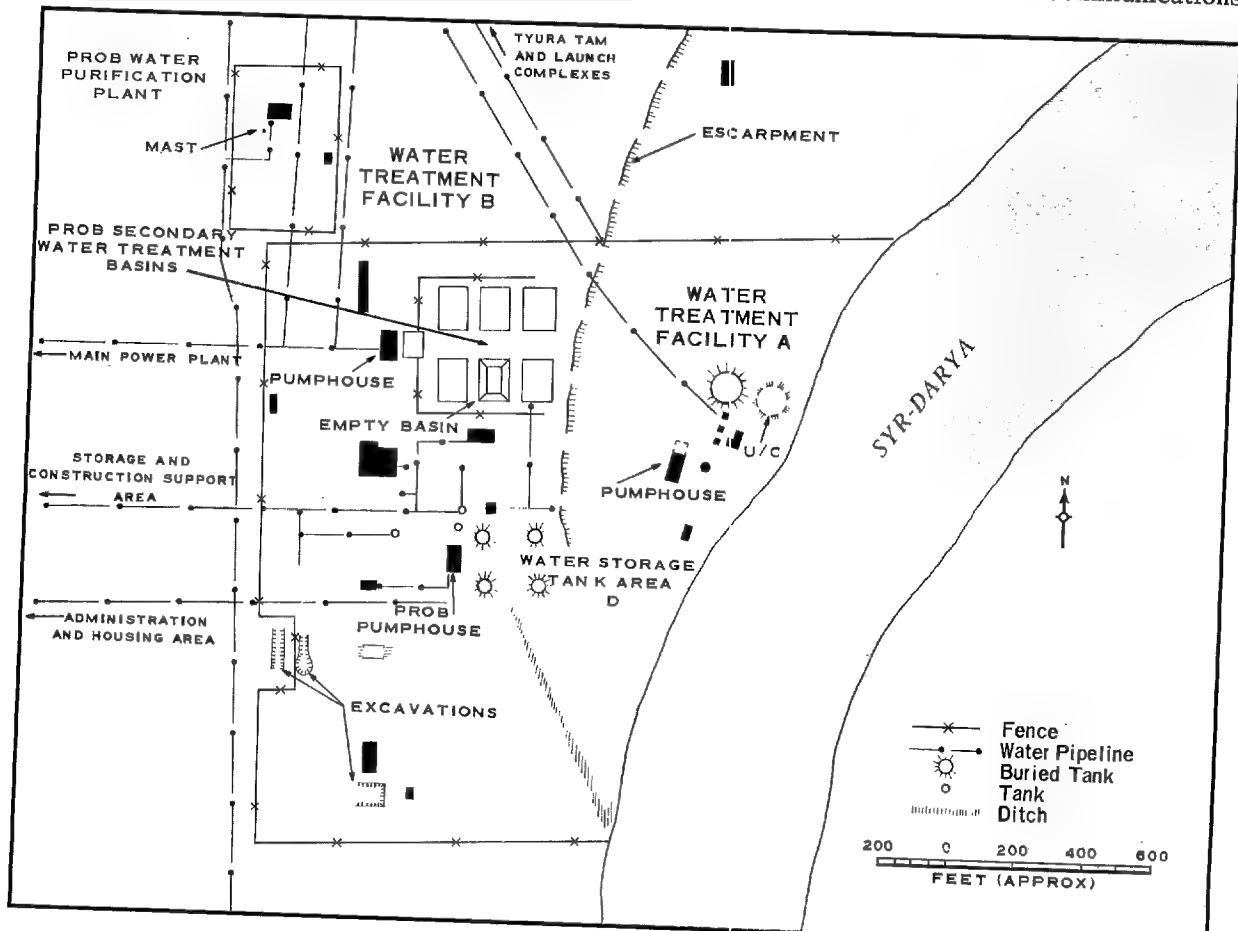 TYURA TAM
AND LAUNCH
COMPLEXES
PROB WATER
PURIFICATION
PLANT
MAST
ESCARPMENT
WATER
TREATMENT
FACILITY B
PROB SECONDARY
WATER TREATMENT
BASINS
WATER
TREATMENT
FACILITY A
MAIN POWER PLANT
PUMPHOUSE
SYR-DARYA
EMPTY BASIN
U/C
STORAGE AND
CONSTRUCTION SUPPORT
AREA
PUMPHOUSE
N
WATER STORAGE
TANK AREA
D
PROB
PUMPHOUSE
ADMINISTRATION
AND HOUSING AREA
EXCAVATIONS
Fence
Water Pipeline
Buried Tank
Tank
Ditch
200 0 200 400 600
FEET (APPROX)